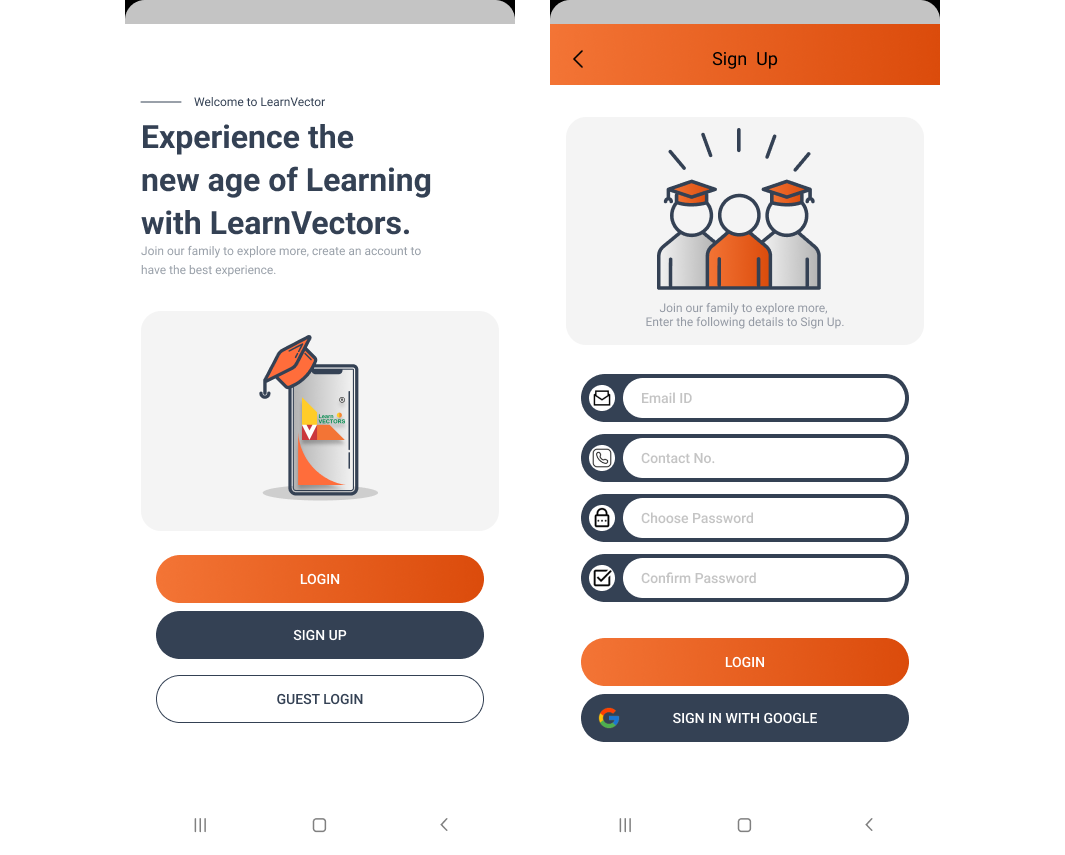 Welcome to LearnVector
Experience the
new age of Learning
with LearnVectors.
Join our family to explore more, create an account to
have the best experience.
Learn
VECTORS
LOGIN
SIGN UP
GUEST LOGIN
Sign Up
Join our family to explore more,
Enter the following details to Sign Up.
Email ID
Contact No.
Choose Password
Confirm Password
LOGIN
SIGN IN WITH GOOGLE